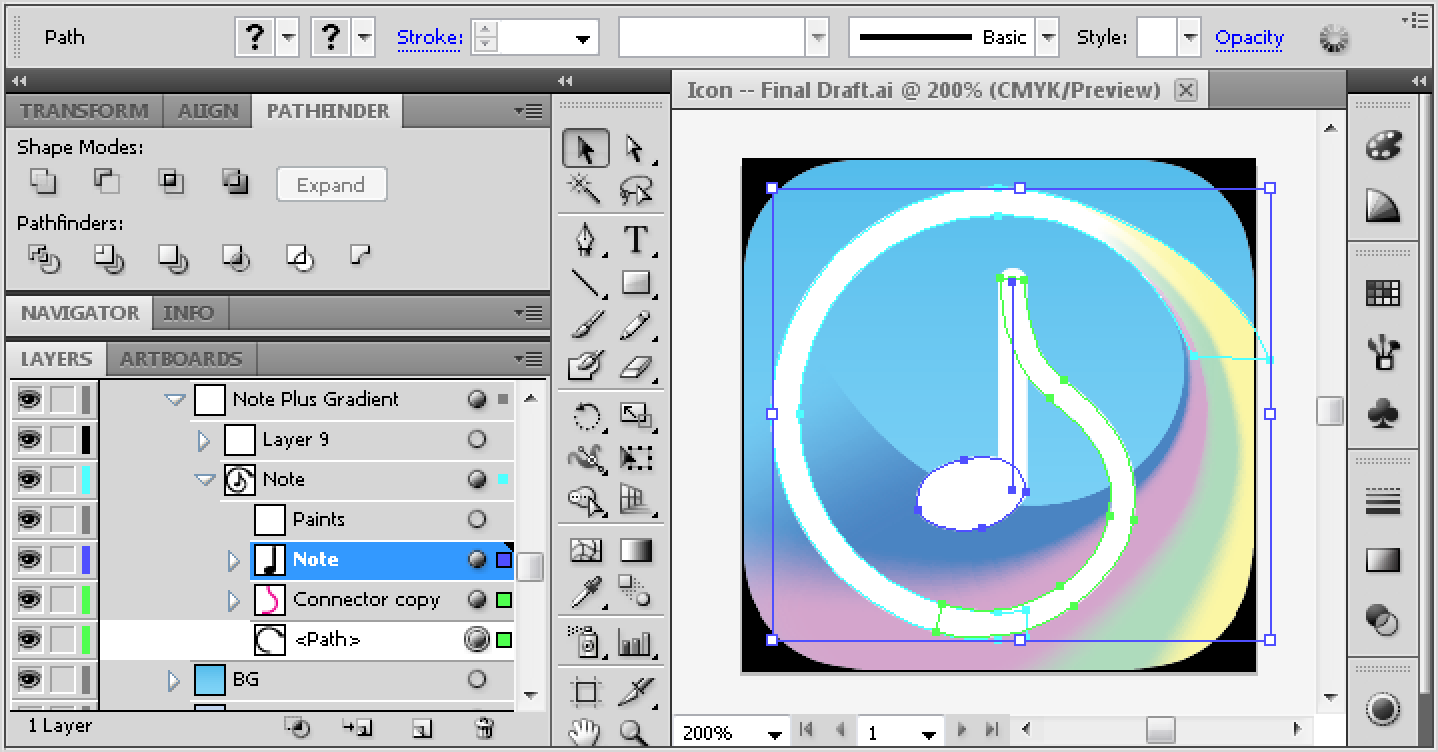 Path ? ? Stroke: Basic Style: Opacity
TRANSFORM ALIGN PATHFINDER
Shape Modes:
Expand
Pathfinders:
NAVIGATOR INFO
LAYERS ARTBOARDS
Note Plus Gradient
Layer 9
Note
Paints
Note
Connector copy
<Path>
BG
1 Layer
T
Icon -- Final Draft.ai @ 200% (CMYK/Preview)
200% 1